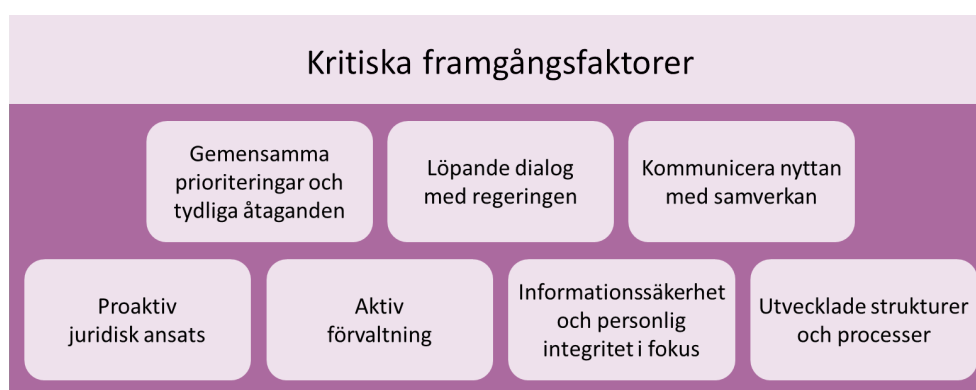 Kritiska framgångsfaktorer
Gemensamma
prioriteringar och
tydliga åtaganden
Löpande dialog
med regeringen
Kommunicera nyttan
med samverkan
Proaktiv
juridisk ansats
Aktiv
förvaltning
Informationssäkerhet
och personlig
integritet i fokus
Utvecklade strukturer
och processer